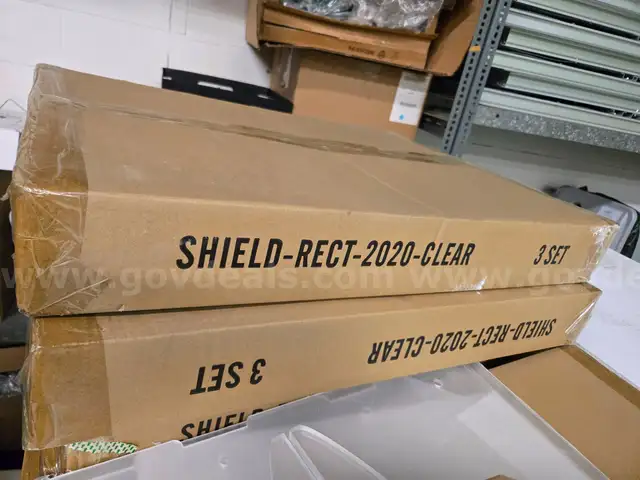 SHIELD-RECT-2020-CLEAR 3 SET
www.govdeals.com
SHIELD-RECT-2020-CLEAR
3 SET